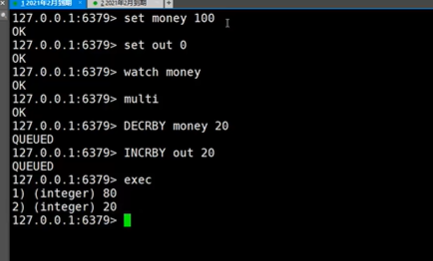 1 2021年2月到期
2 2021年2月到期
127.0.0.1:6379> set money 100
OK
127.0.0.1:6379> set out 0
OK
127.0.0.1:6379> watch money
OK
127.0.0.1:6379> multi
OK
127.0.0.1:6379> DECRBY money 20
QUEUED
127.0.0.1:6379> INCRBY out 20
QUEUED
127.0.0.1:6379> exec
1) (integer) 80
2) (integer) 20
127.0.0.1:6379>